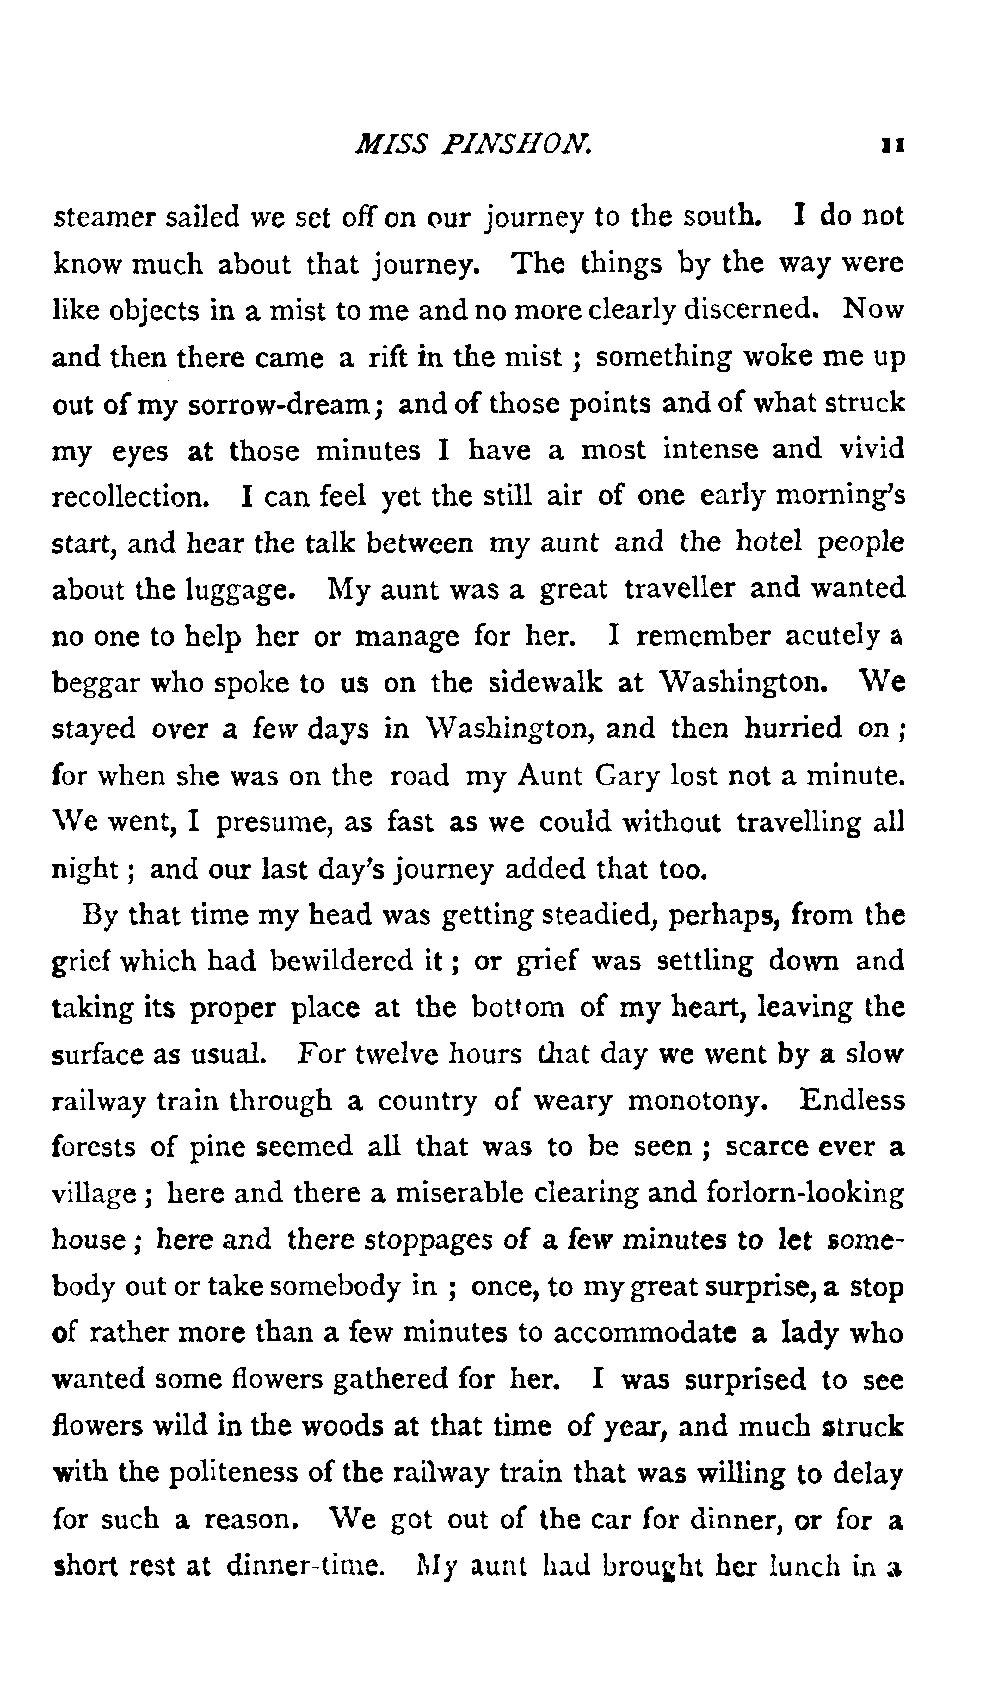 MISS PINSHON. 11
steamer sailed we set off on our journey to the south. I do not
know much about that journey. The things by the way were
like objects in a mist to me and no more clearly discerned. Now
and then there came a rift in the mist ; something woke me up
out of my sorrow-dream; and of those points and of what struck
my eyes at those minutes I have a most intense and vivid
recollection. I can feel yet the still air of one early morning's
start, and hear the talk between my aunt and the hotel people
about the luggage. My aunt was a great traveller and wanted
no one to help her or manage for her. I remember acutely a
beggar who spoke to us on the sidewalk at Washington. We
stayed over a few days in Washington, and then hurried on ;
for when she was on the road my Aunt Gary lost not a minute.
We went, I presume, as fast as we could without travelling all
night ; and our last day's journey added that too.
By that time my head was getting steadied, perhaps, from the
grief which had bewildered it ; or grief was settling down and
taking its proper place at the bottom of my heart, leaving the
surface as usual. For twelve hours that day we went by a slow
railway train through a country of weary monotony. Endless
forests of pine seemed all that was to be seen ; scarce ever a
village ; here and there a miserable clearing and forlorn-looking
house ; here and there stoppages of a few minutes to let some-
body out or take somebody in ; once, to my great surprise, a stop
of rather more than a few minutes to accommodate a lady who
wanted some flowers gathered for her. I was surprised to see
flowers wild in the woods at that time of year, and much struck
with the politeness of the railway train that was willing to delay
for such a reason. We got out of the car for dinner, or for a
short rest at dinner-time. My aunt had brought her lunch in a